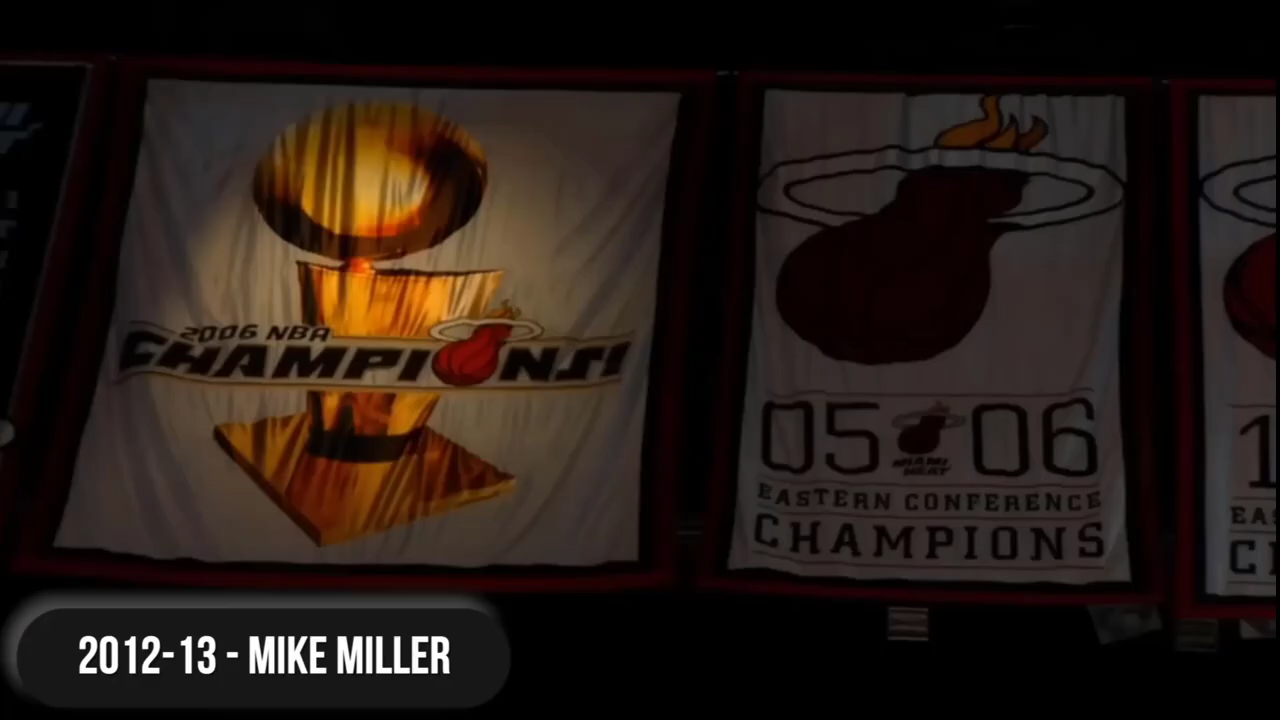 2006 NBA
CHAMPIONS!
05 06
MIAMI
HEAT
EASTERN CONFERENCE
CHAMPIONS
2012-13 - MIKE MILLER